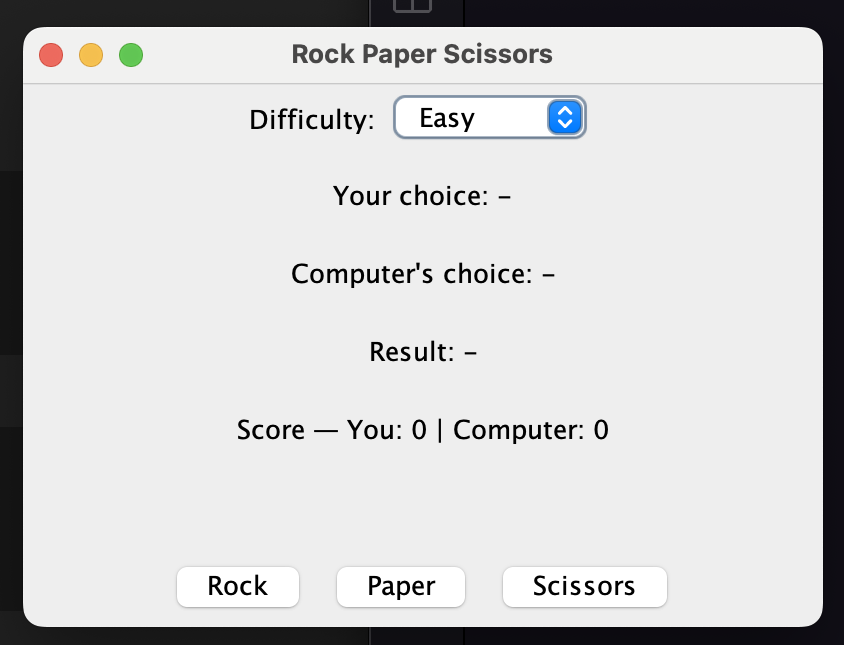 Rock Paper Scissors
Difficulty: Easy
Your choice: –
Computer's choice: –
Result: –
Score — You: 0 | Computer: 0
Rock Paper Scissors